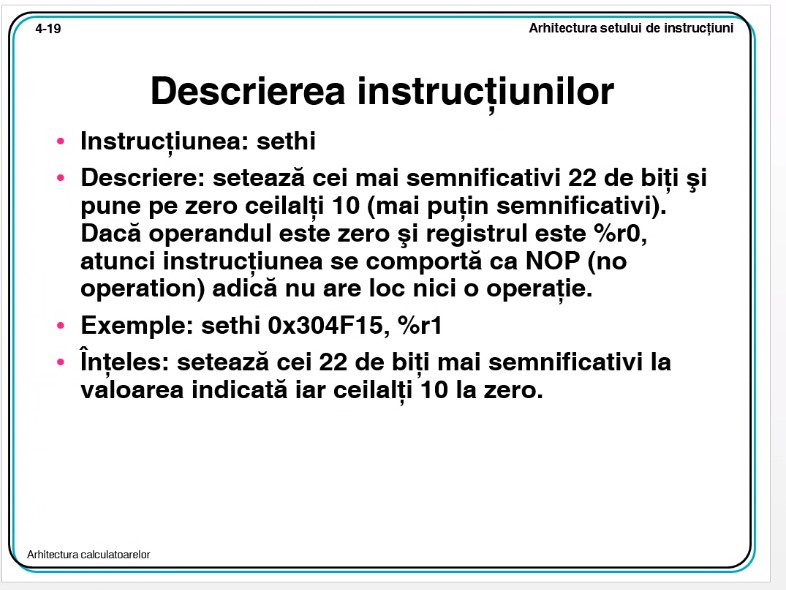 4-19
Arhitectura setului de instrucțiuni
Descrierea instrucțiunilor
• Instrucțiunea: sethi
• Descriere: setează cei mai semnificativi 22 de biți şi
pune pe zero ceilalți 10 (mai puțin semnificativi).
Dacă operandul este zero şi registrul este %r0,
atunci instrucțiunea se comportă ca NOP (no
operation) adică nu are loc nici o operație.
• Exemple: sethi 0x304F15, %r1
• Înțeles: setează cei 22 de biți mai semnificativi la
valoarea indicată iar ceilalți 10 la zero.
Arhitectura calculatoarelor